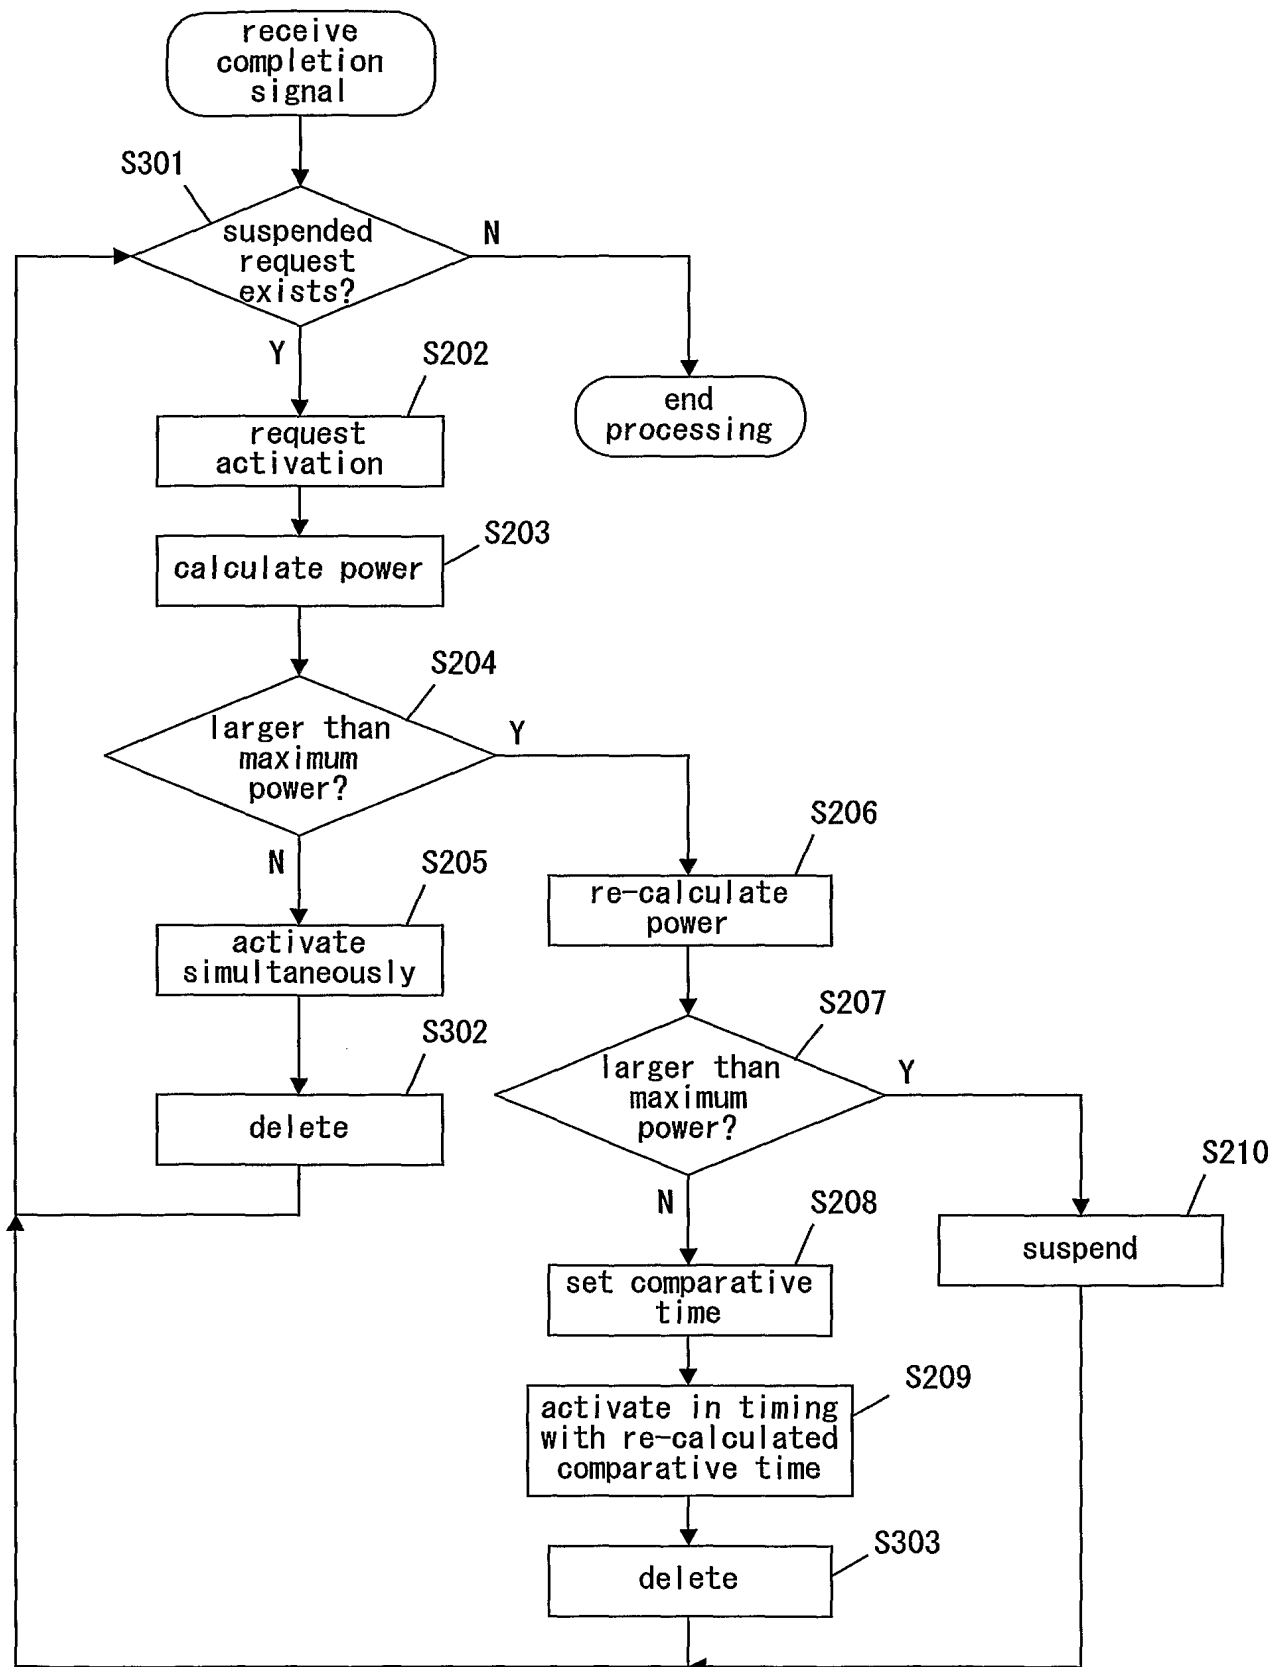 receive
completion
signal
S301
suspended
request
exists?
N
Y
S202
end
processing
request
activation
S203
calculate power
S204
larger than
maximum
power?
Y
S206
N
S205
re-calculate
power
activate
simultaneously
S207
S302
larger than
maximum
power?
Y
delete
S210
N
S208
suspend
set comparative
time
S209
activate in timing
with re-calculated
comparative time
S303
delete